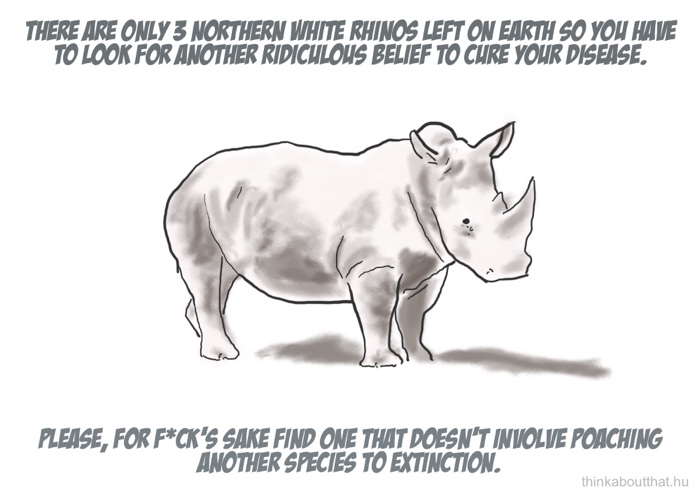 THERE ARE ONLY 3 NORTHERN WHITE RHINOS LEFT ON EARTH SO YOU HAVE
TO LOOK FOR ANOTHER RIDICULOUS BELIEF TO CURE YOUR DISEASE.
PLEASE, FOR F*CK'S SAKE FIND ONE THAT DOESN'T INVOLVE POACHING
ANOTHER SPECIES TO EXTINCTION.
thinkaboutthat.hu